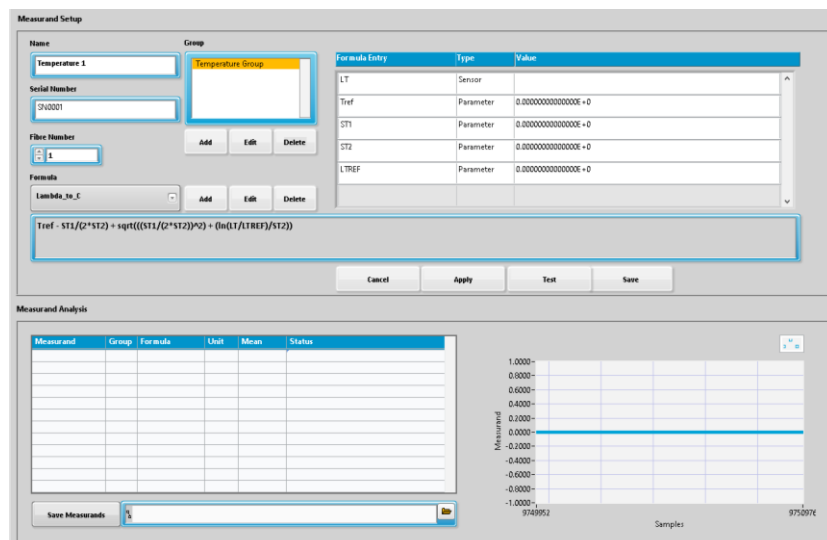 Measurand Setup
Name
Temperature 1
Serial Number
SN0001
Fibre Number
1
Formula
Lambda_to_C
Group
Temperature Group
Add Edit Delete
Add Edit Delete
Formula Entry Type Value
LT Sensor
Tref Parameter 0.00000000000000E+0
ST1 Parameter 0.00000000000000E+0
ST2 Parameter 0.00000000000000E+0
LTREF Parameter 0.00000000000000E+0
Tref - ST1/(2*ST2) + sqrt(((ST1/(2*ST2))^2) + (ln(LT/LTREF)/ST2))
Cancel Apply Test Save
Measurand Analysis
Measurand Group Formula Unit Mean Status
Save Measurands
Measurand
1.0000
0.8000
0.6000
0.4000
0.2000
0.0000
-0.2000
-0.4000
-0.6000
-0.8000
-1.0000
9749952 9750976
Samples